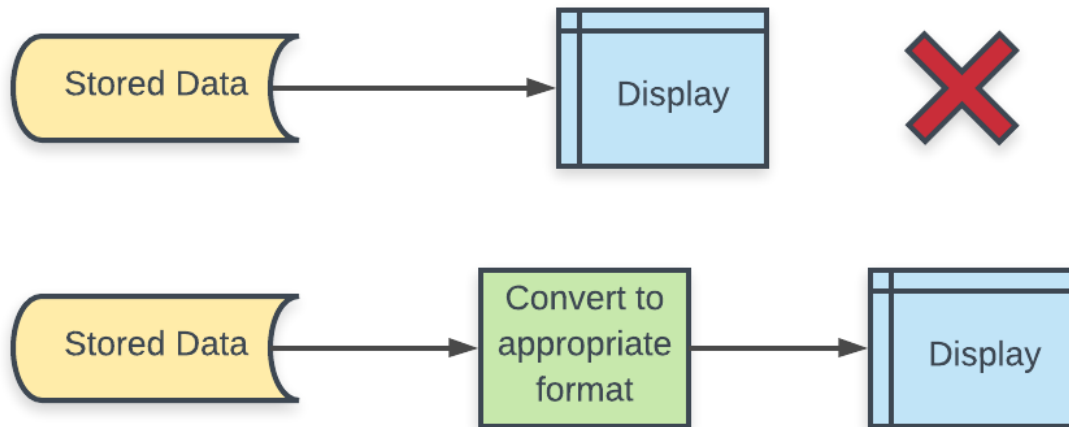 Stored Data
Display
Stored Data
Convert to
appropriate
format
Display